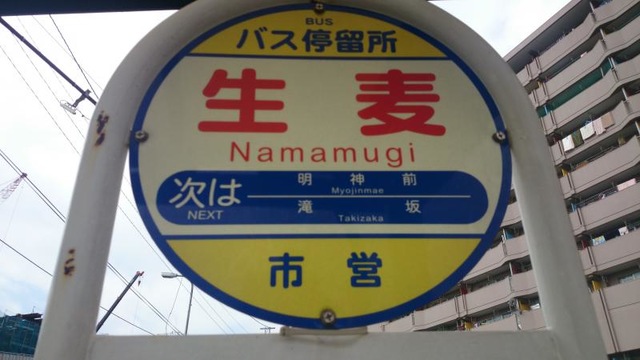 BUS
バス停留所
生麦
Namamugi
次は
NEXT
明神前
Myojinmae
滝坂
Takizaka
市営